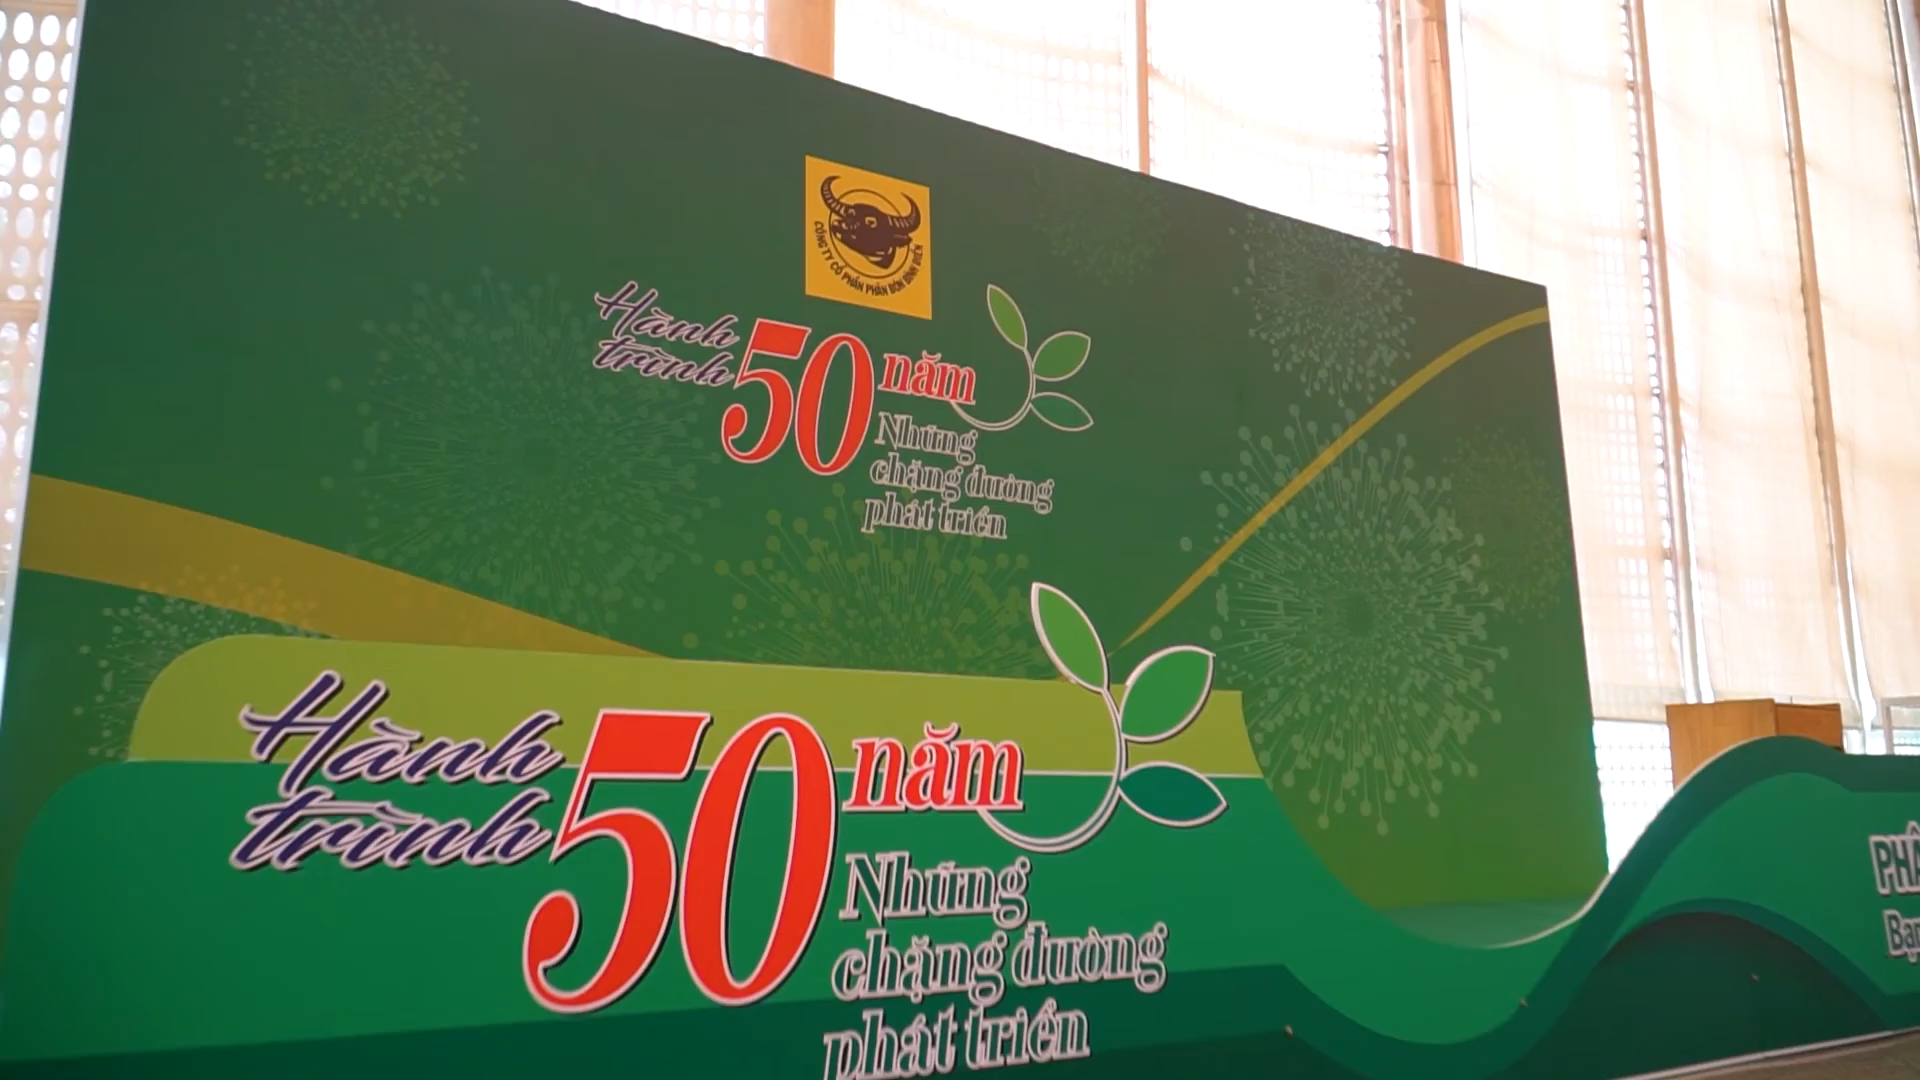 CÔNG TY CỔ PHẦN PHÂN BÓN BÌNH ĐIỀN
Hành
trình
50 năm
Những
chặng đường
phát triển
Hành
trình
50 năm
Những
chặng đường
phát triển